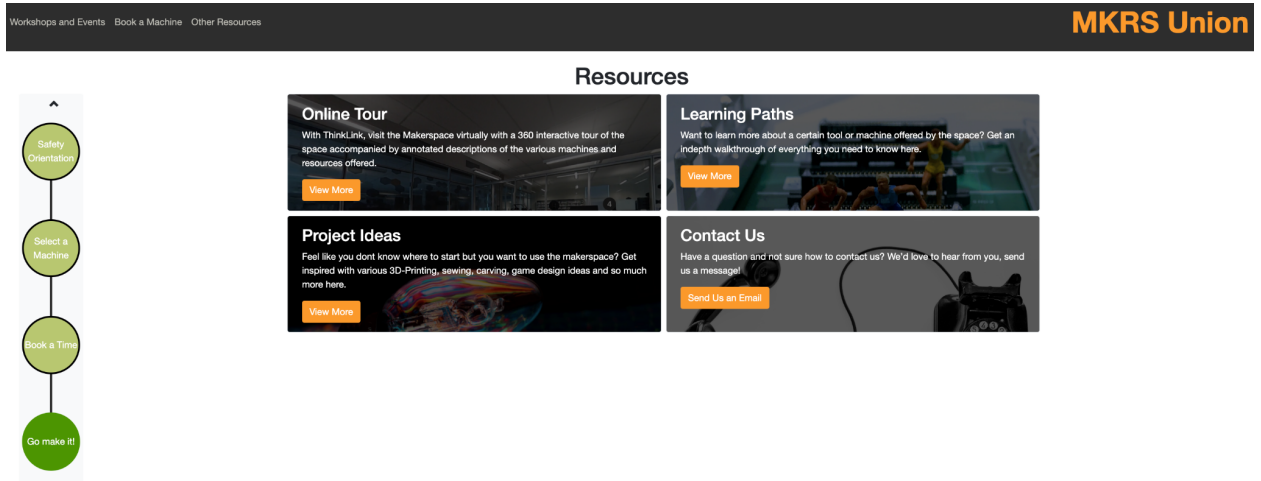 Workshops and Events Book a Machine Other Resources
MKRS Union
Resources
Safety
Orientation
Select a
Machine
Book a Time
Go make it!
Online Tour
With ThinkLink, visit the Makerspace virtually with a 360 interactive tour of the
space accompanied by annotated descriptions of the various machines and
resources offered.
View More
Learning Paths
Want to learn more about a certain tool or machine offered by the space? Get an
indepth walkthrough of everything you need to know here.
View More
Project Ideas
Feel like you dont know where to start but you want to use the makerspace? Get
inspired with various 3D-Printing, sewing, carving, game design ideas and so much
more here.
View More
Contact Us
Have a question and not sure how to contact us? We'd love to hear from you, send
us a message!
Send Us an Email